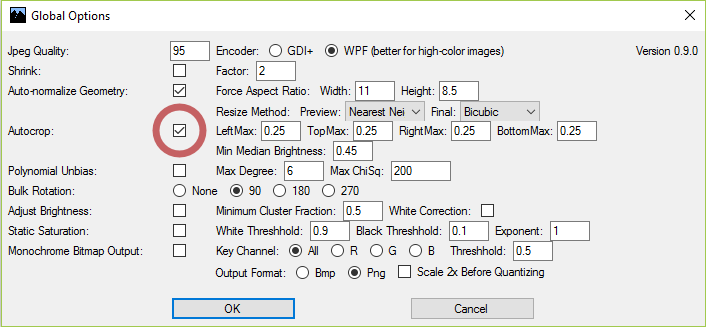 Global Options
Jpeg Quality: 95 Encoder: GDI+ WPF (better for high-color images) Version 0.9.0
Shrink: Factor: 2
Auto-normalize Geometry: Force Aspect Ratio: Width: 11 Height: 8.5
Resize Method: Preview: Nearest Nei Final: Bicubic
Autocrop: LeftMax: 0.25 TopMax: 0.25 RightMax: 0.25 BottomMax: 0.25
Min Median Brightness: 0.45
Polynomial Unbias: Max Degree: 6 Max ChiSq: 200
Bulk Rotation: None 90 180 270
Adjust Brightness: Minimum Cluster Fraction: 0.5 White Correction:
Static Saturation: White Threshhold: 0.9 Black Threshhold: 0.1 Exponent: 1
Monochrome Bitmap Output: Key Channel: All R G B Threshhold: 0.5
Output Format: Bmp Png Scale 2x Before Quantizing
OK Cancel